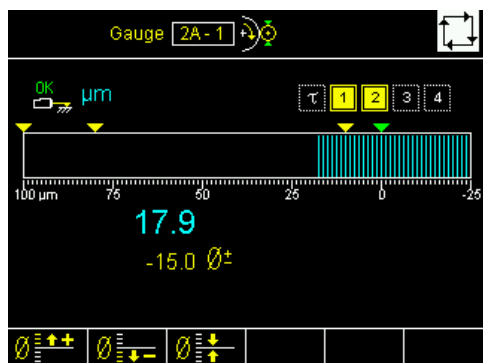 Gauge 2A - 1
OK
µm τ 1 2 3 4
100 µm 75 50 25 0 -25
17.9
-15.0 Ø±
Ø + Ø − Ø